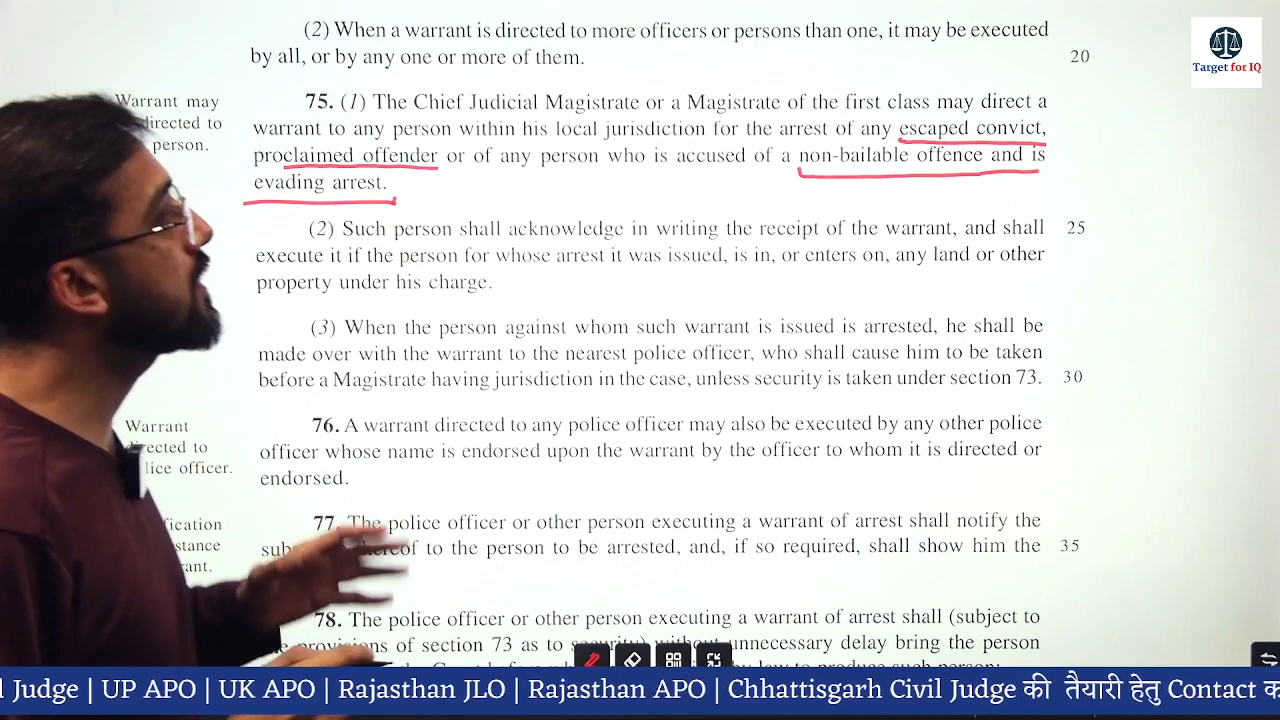 (2) When a warrant is directed to more officers or persons than one, it may be executed
by all, or by any one or more of them. 20
Target for IQ
Warrant may
directed to
person.
75. (1) The Chief Judicial Magistrate or a Magistrate of the first class may direct a
warrant to any person within his local jurisdiction for the arrest of any escaped convict,
proclaimed offender or of any person who is accused of a non-bailable offence and is
evading arrest.
(2) Such person shall acknowledge in writing the receipt of the warrant, and shall 25
execute it if the person for whose arrest it was issued, is in, or enters on, any land or other
property under his charge.
(3) When the person against whom such warrant is issued is arrested, he shall be
made over with the warrant to the nearest police officer, who shall cause him to be taken
before a Magistrate having jurisdiction in the case, unless security is taken under section 73. 30
Warrant
directed to
lice officer.
76. A warrant directed to any police officer may also be executed by any other police
officer whose name is endorsed upon the warrant by the officer to whom it is directed or
endorsed.
fication
stance
rant.
77. The police officer or other person executing a warrant of arrest shall notify the
sub ereof to the person to be arrested, and, if so required, shall show him the 35
78. The police officer or other person executing a warrant of arrest shall (subject to
provisions of section 73 as to security) without unnecessary delay bring the person
by law to produce such person:
l Judge | UP APO | UK APO | Rajasthan JLO | Rajasthan APO | Chhattisgarh Civil Judge की तैयारी हेतु Contact क